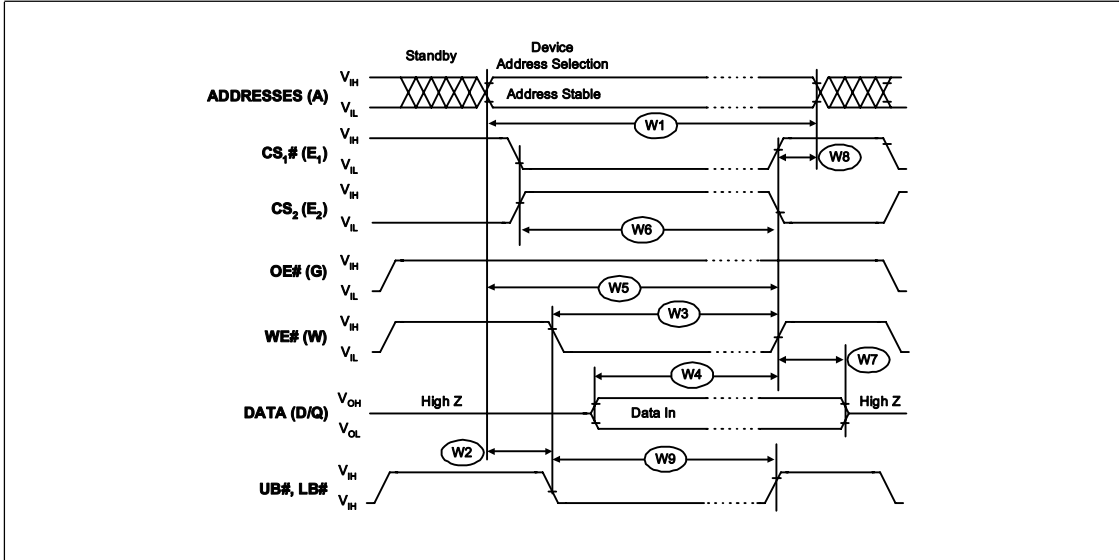 Standby
Device
Address Selection
ADDRESSES (A)
V_IH
V_IL
Address Stable
W1
CS₁# (E₁)
V_IH
V_IL
W8
CS₂ (E₂)
V_IH
V_IL
W6
OE# (G)
V_IH
V_IL
W5
WE# (W)
V_IH
V_IL
W3
W7
W4
DATA (D/Q)
V_OH
V_OL
High Z
Data In
High Z
W2
W9
UB#, LB#
V_IH
V_IH